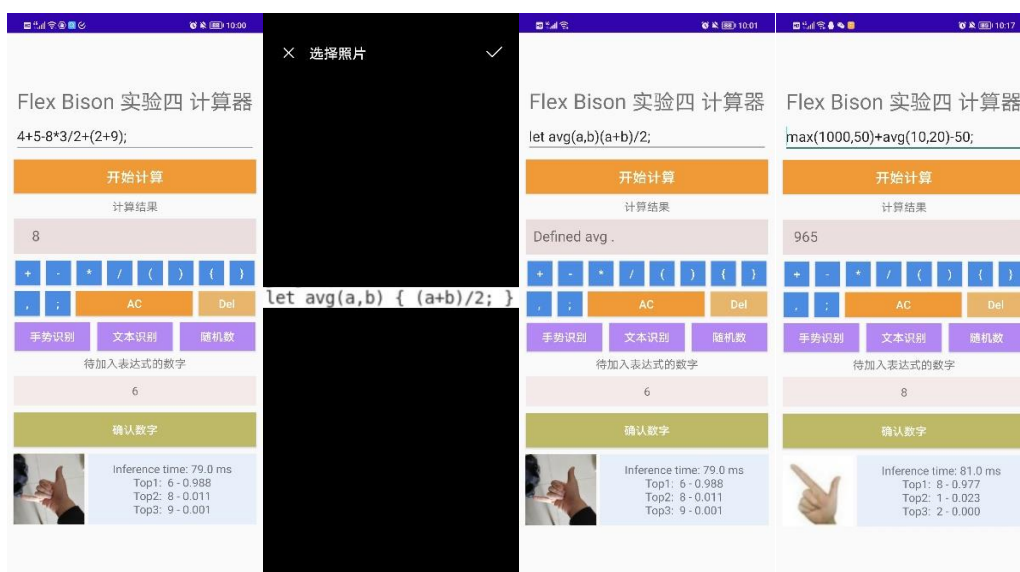 10:00
Flex Bison 实验四 计算器
4+5-8*3/2+(2+9);
开始计算
计算结果
8
+ - * / ( ) { }
, ; AC Del
手势识别 文本识别 随机数
待加入表达式的数字
6
确认数字
Inference time: 79.0 ms
Top1: 6 - 0.988
Top2: 8 - 0.011
Top3: 9 - 0.001
选择照片
let avg(a,b) { (a+b)/2; }
10:01
Flex Bison 实验四 计算器
let avg(a,b)(a+b)/2;
开始计算
计算结果
Defined avg .
+ - * / ( ) { }
, ; AC Del
手势识别 文本识别 随机数
待加入表达式的数字
6
确认数字
Inference time: 79.0 ms
Top1: 6 - 0.988
Top2: 8 - 0.011
Top3: 9 - 0.001
10:17
Flex Bison 实验四 计算器
max(1000,50)+avg(10,20)-50;
开始计算
计算结果
965
+ - * / ( ) { }
, ; AC Del
手势识别 文本识别 随机数
待加入表达式的数字
8
确认数字
Inference time: 81.0 ms
Top1: 8 - 0.977
Top2: 1 - 0.023
Top3: 2 - 0.000